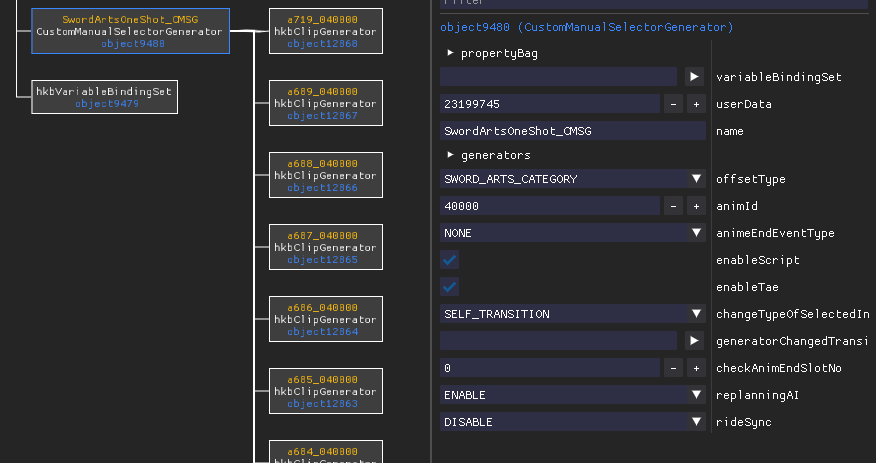 SwordArtsOneShot_CMSG
CustomManualSelectorGenerator
object9480
hkbVariableBindingSet
object9479
a719_040000
hkbClipGenerator
object12868
a689_040000
hkbClipGenerator
object12867
a688_040000
hkbClipGenerator
object12866
a687_040000
hkbClipGenerator
object12865
a686_040000
hkbClipGenerator
object12864
a685_040000
hkbClipGenerator
object12863
a684_040000
object9480 (CustomManualSelectorGenerator)
propertyBag
variableBindingSet
23199745 - + userData
SwordArtsOneShot_CMSG name
generators
SWORD_ARTS_CATEGORY offsetType
40000 - + animId
NONE animeEndEventType
enableScript
enableTae
SELF_TRANSITION changeTypeOfSelectedIn
generatorChangedTransi
0 - + checkAnimEndSlotNo
ENABLE replanningAI
DISABLE rideSync